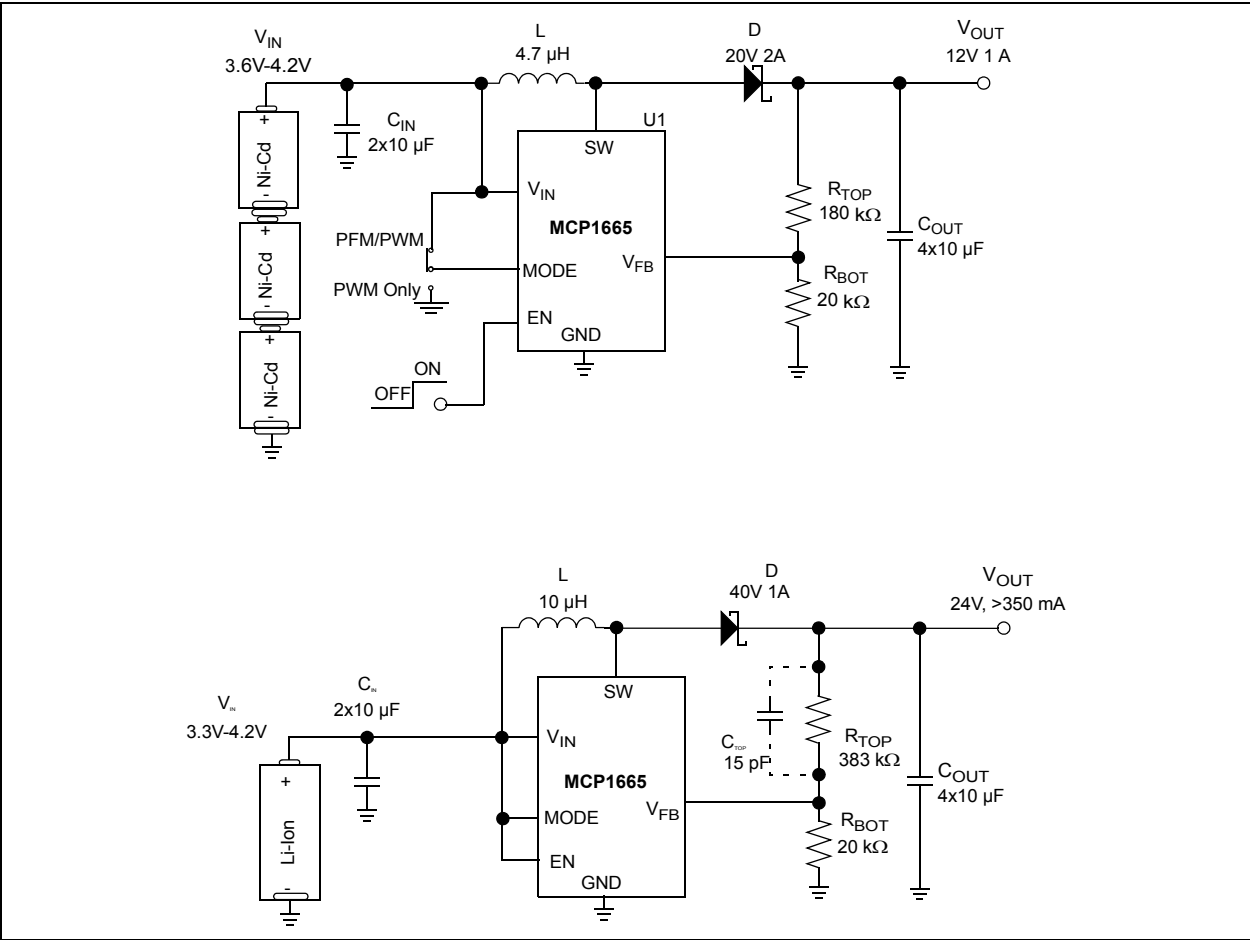 L
4.7 µH
D
20V 2A
VOUT
12V 1 A
VIN
3.6V-4.2V
CIN
2x10 µF
U1
SW
VIN
MCP1665
PFM/PWM
MODE
VFB
PWM Only
EN
GND
ON
OFF
RTOP
180 kΩ
COUT
4x10 µF
RBOT
20 kΩ
+
Ni-Cd
-
+
Ni-Cd
-
+
Ni-Cd
-
L
10 µH
D
40V 1A
VOUT
24V, >350 mA
SW
CIN
2x10 µF
VIN
3.3V-4.2V
VIN
MCP1665
MODE
VFB
EN
GND
CTOP
15 pF
RTOP
383 kΩ
COUT
4x10 µF
RBOT
20 kΩ
+
Li-Ion
-